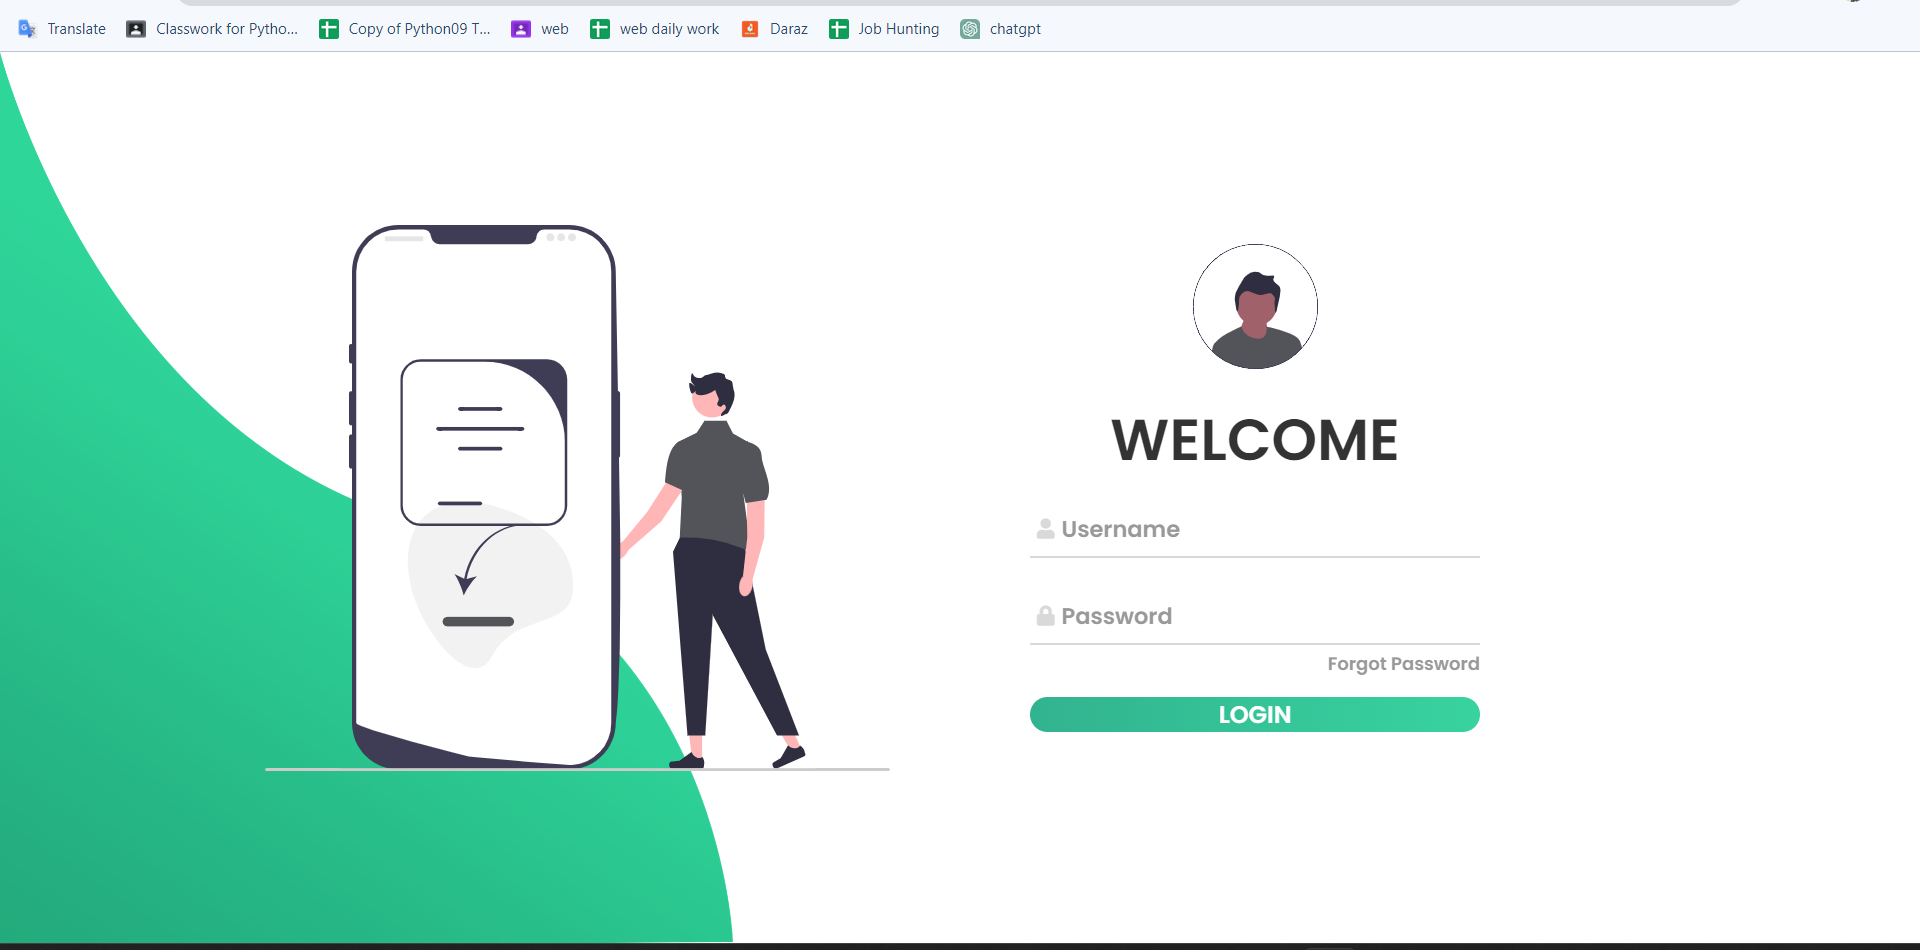 Translate Classwork for Pytho... Copy of Python09 T... web web daily work Daraz Job Hunting chatgpt
WELCOME
Username
Password
Forgot Password
LOGIN